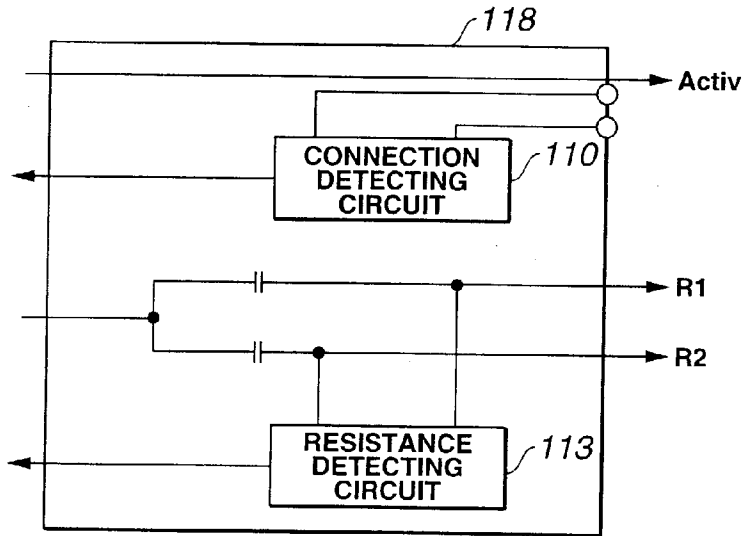 118
Activ
CONNECTION
DETECTING
CIRCUIT
110
R1
R2
RESISTANCE
DETECTING
CIRCUIT
113